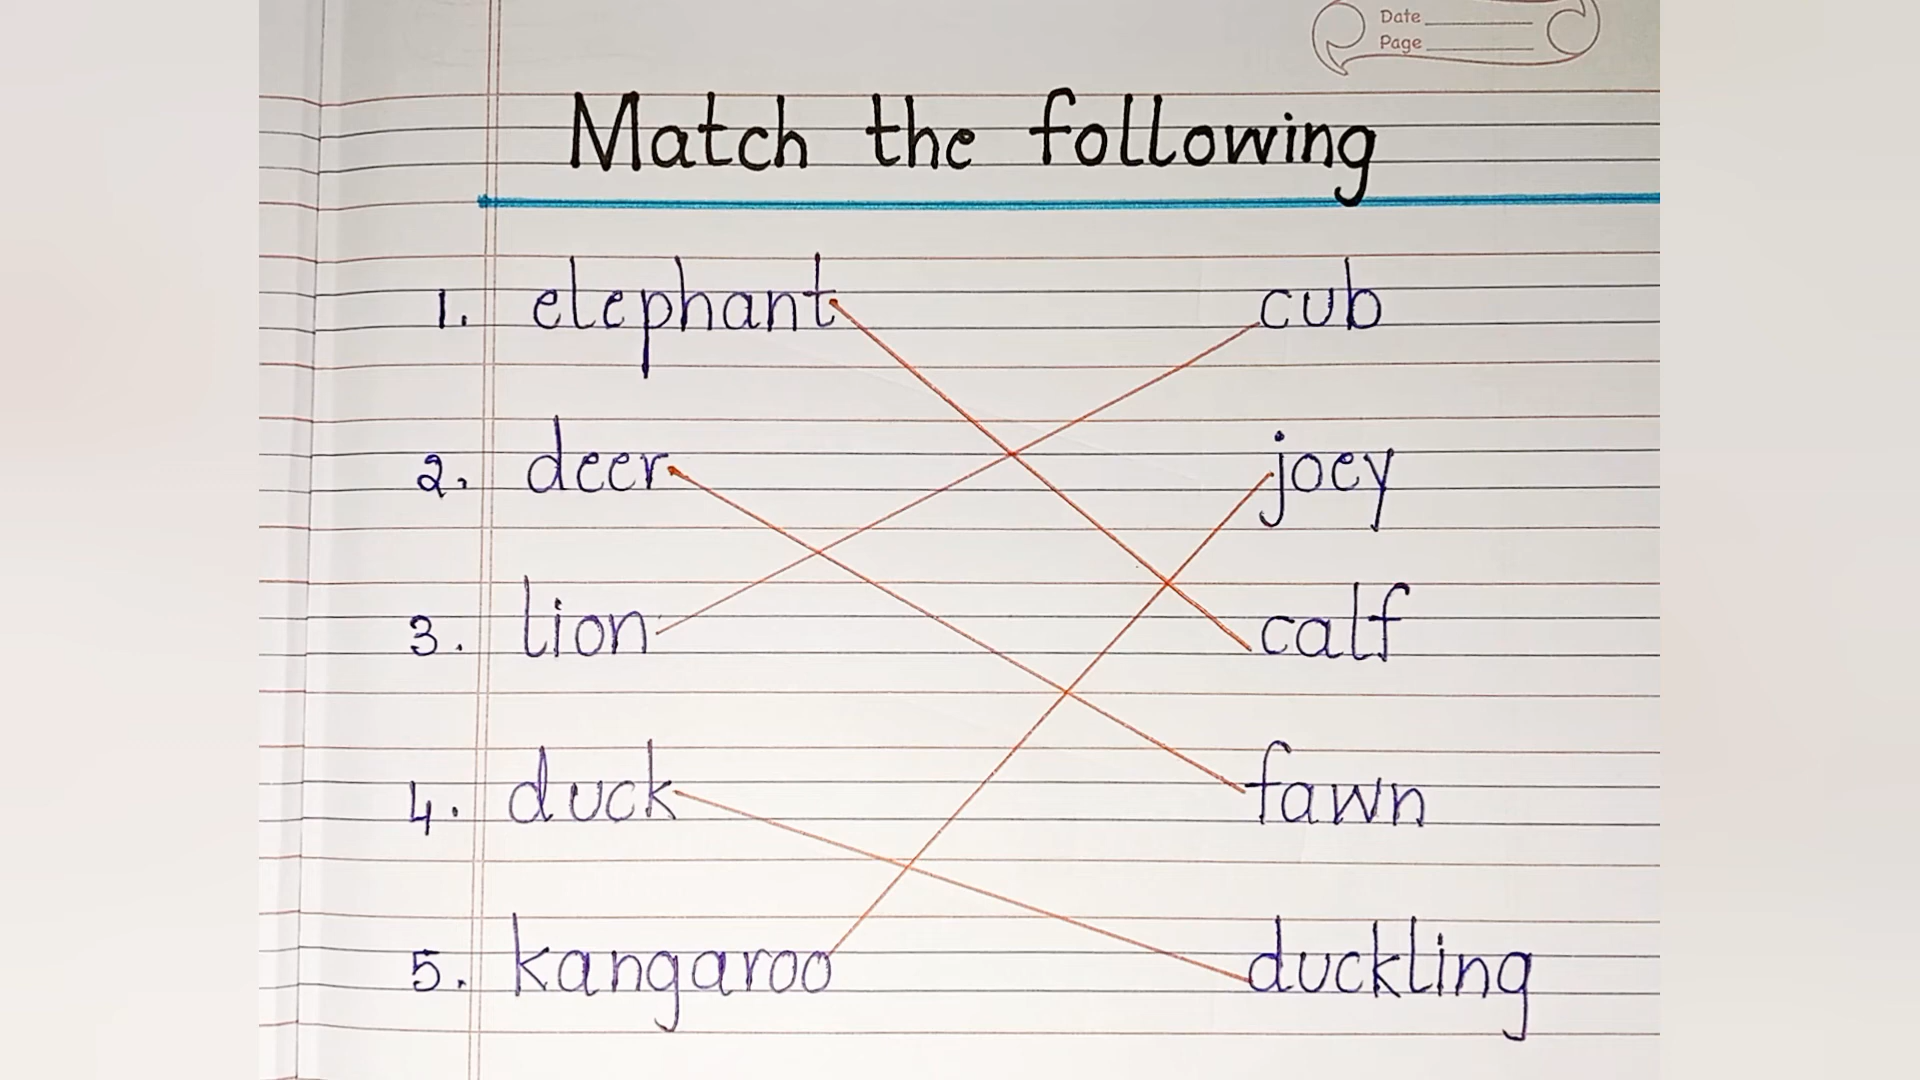 Date
Page
Match the following
1. elephant cub
2. deer joey
3. lion calf
4. duck fawn
5. kangaroo duckling